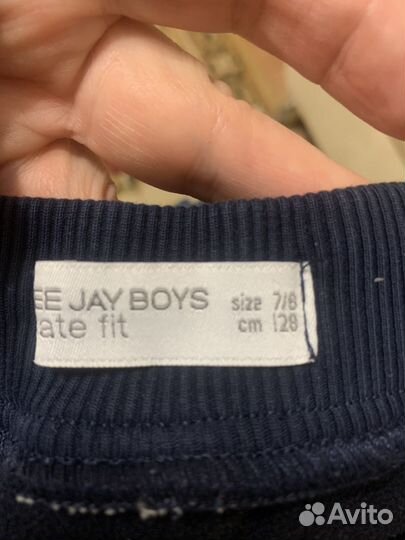 EE JAY BOYS size 7/8
ate fit cm 128
Avito